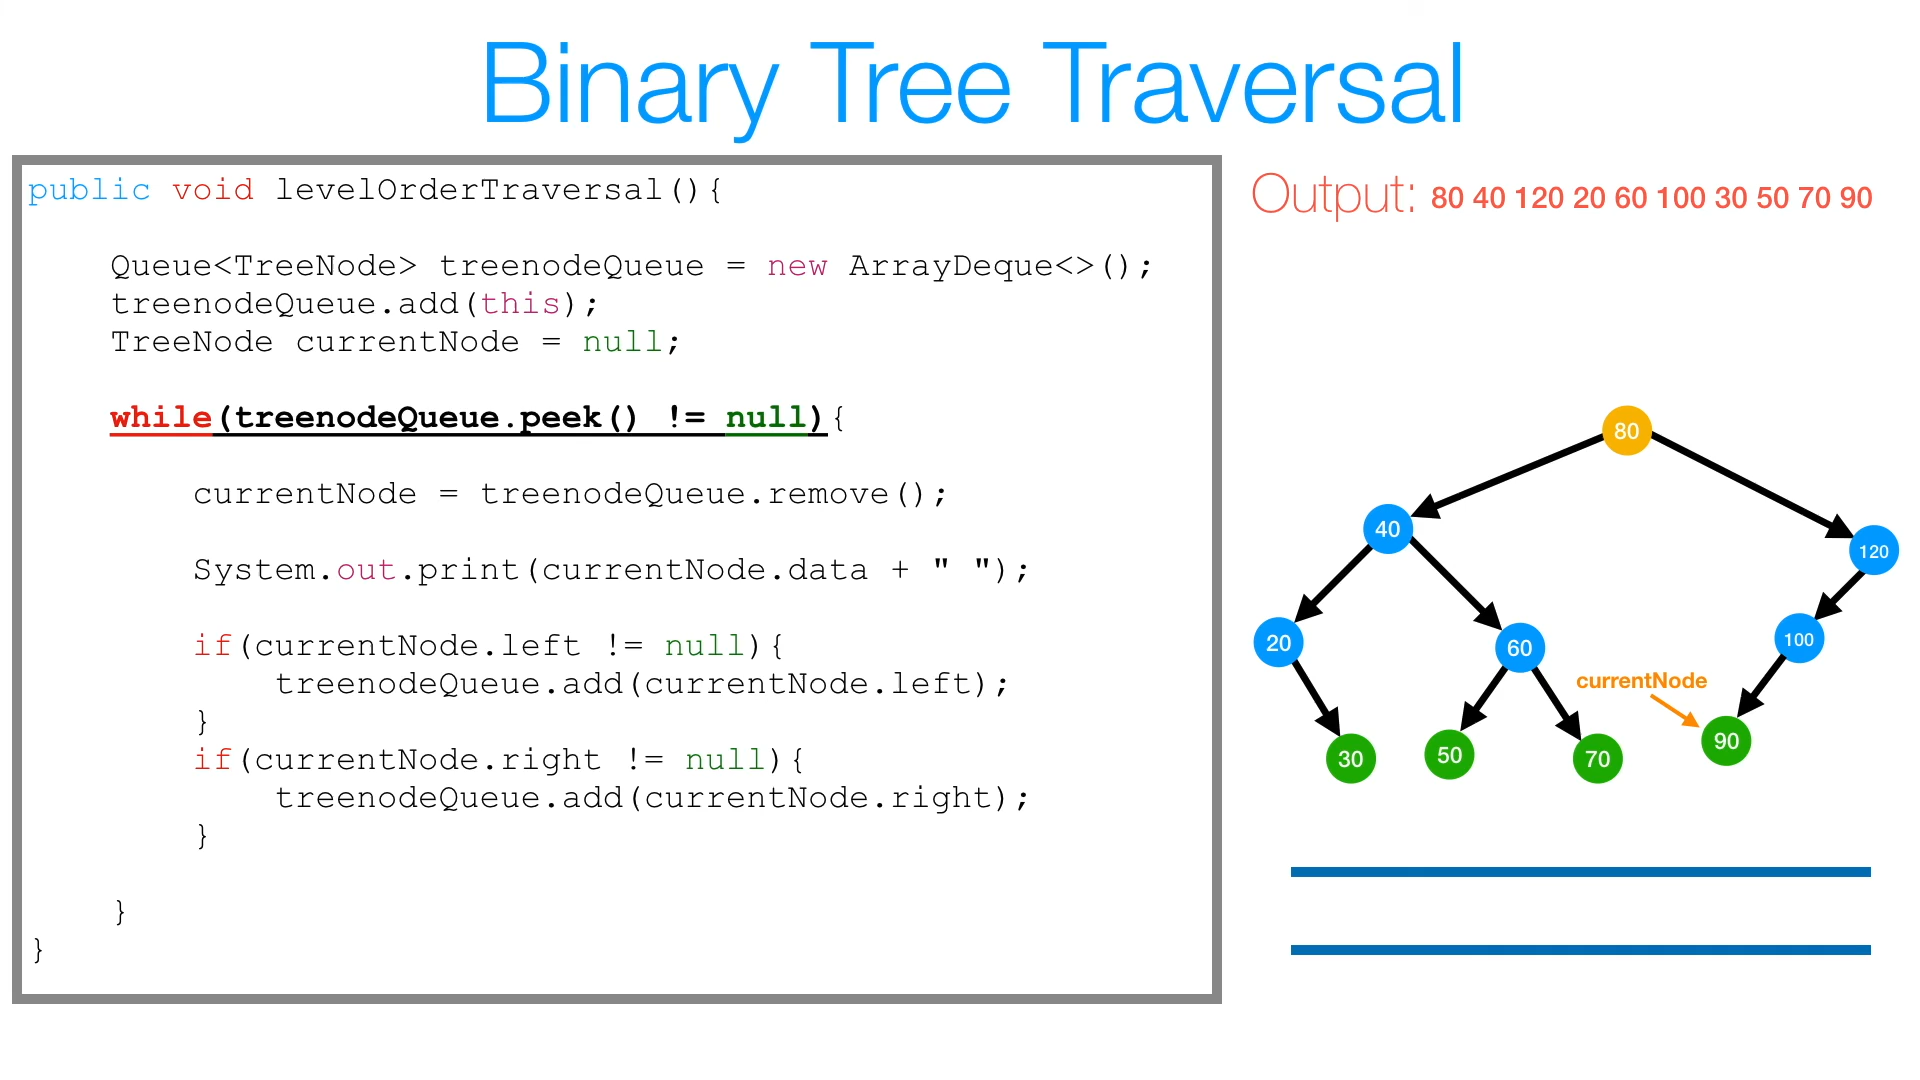 Binary Tree Traversal
public void levelOrderTraversal(){
Queue<TreeNode> treenodeQueue = new ArrayDeque<>();
treenodeQueue.add(this);
TreeNode currentNode = null;
while(treenodeQueue.peek() != null){
currentNode = treenodeQueue.remove();
System.out.print(currentNode.data + " ");
if(currentNode.left != null){
treenodeQueue.add(currentNode.left);
}
if(currentNode.right != null){
treenodeQueue.add(currentNode.right);
}
}
}
Output: 80 40 120 20 60 100 30 50 70 90
80
40
120
20
60
100
currentNode
30
50
70
90